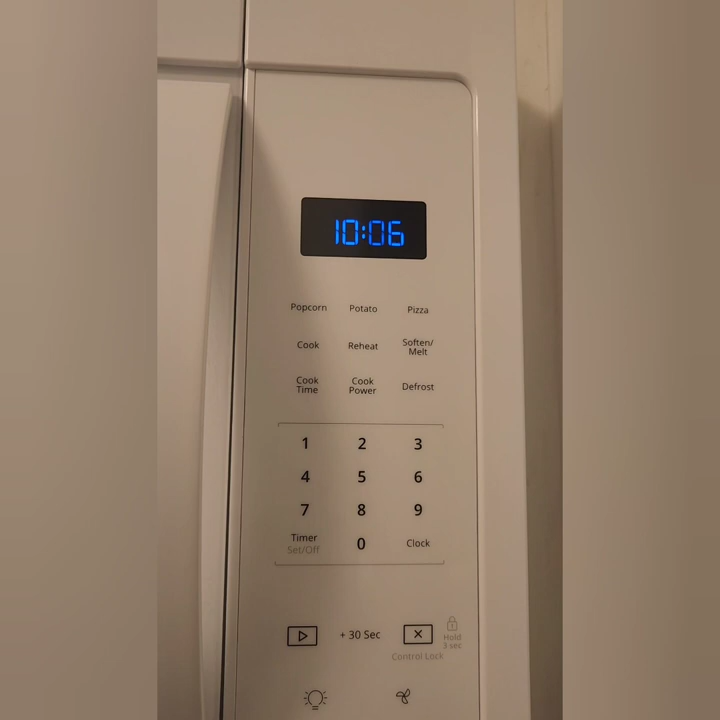 10:06
Popcorn Potato Pizza
Cook Reheat Soften/
Melt
Cook Cook Defrost
Time Power
1 2 3
4 5 6
7 8 9
Timer 0 Clock
Set/Off
+ 30 Sec
Hold
3 sec
Control Lock